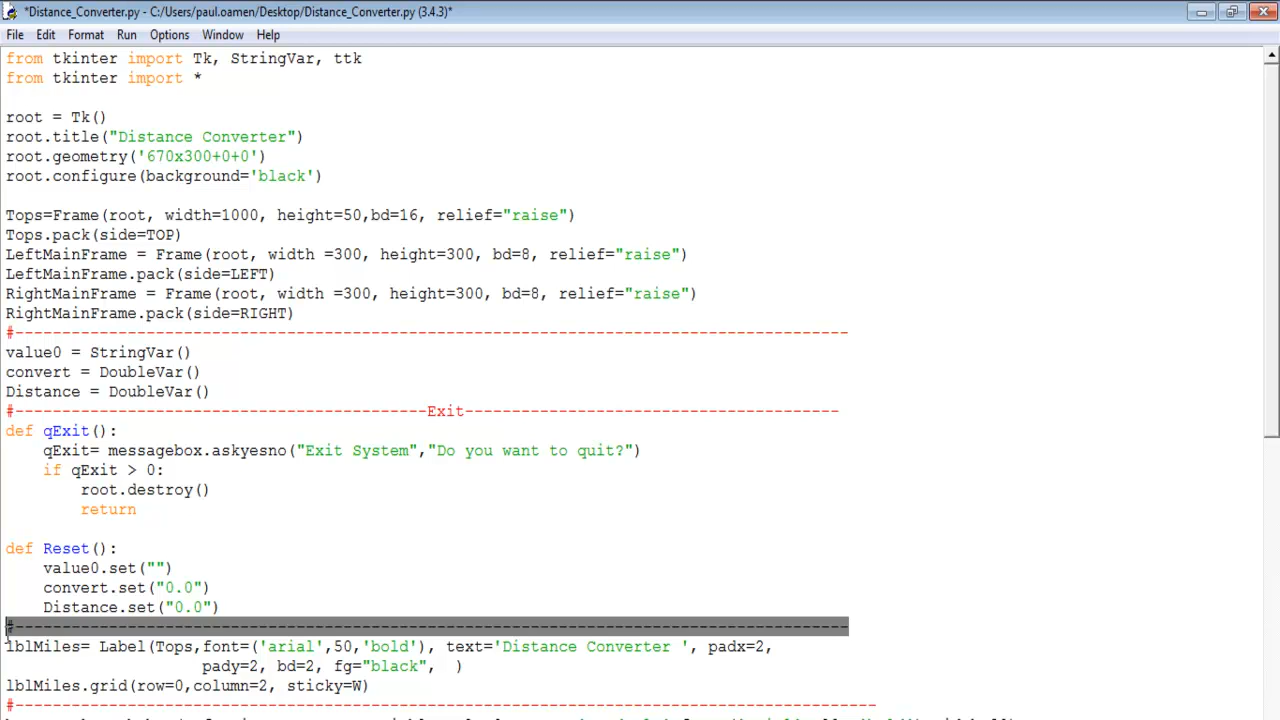 *Distance_Converter.py - C:/Users/paul.oamen/Desktop/Distance_Converter.py (3.4.3)*
File Edit Format Run Options Window Help
from tkinter import Tk, StringVar, ttk
from tkinter import *
root = Tk()
root.title("Distance Converter")
root.geometry('670x300+0+0')
root.configure(background='black')
Tops=Frame(root, width=1000, height=50,bd=16, relief="raise")
Tops.pack(side=TOP)
LeftMainFrame = Frame(root, width =300, height=300, bd=8, relief="raise")
LeftMainFrame.pack(side=LEFT)
RightMainFrame = Frame(root, width =300, height=300, bd=8, relief="raise")
RightMainFrame.pack(side=RIGHT)
#-----------------------------------------------------------------------------------------
value0 = StringVar()
convert = DoubleVar()
Distance = DoubleVar()
#--------------------------------------------Exit----------------------------------------
def qExit():
    qExit= messagebox.askyesno("Exit System","Do you want to quit?")
    if qExit > 0:
        root.destroy()
        return
def Reset():
    value0.set("")
    convert.set("0.0")
    Distance.set("0.0")
#-----------------------------------------------------------------------------------------
lblMiles= Label(Tops,font=('arial',50,'bold'), text='Distance Converter ', padx=2,
                     pady=2, bd=2, fg="black",  )
lblMiles.grid(row=0,column=2, sticky=W)
#--------------------------------------------------------------------------------------------